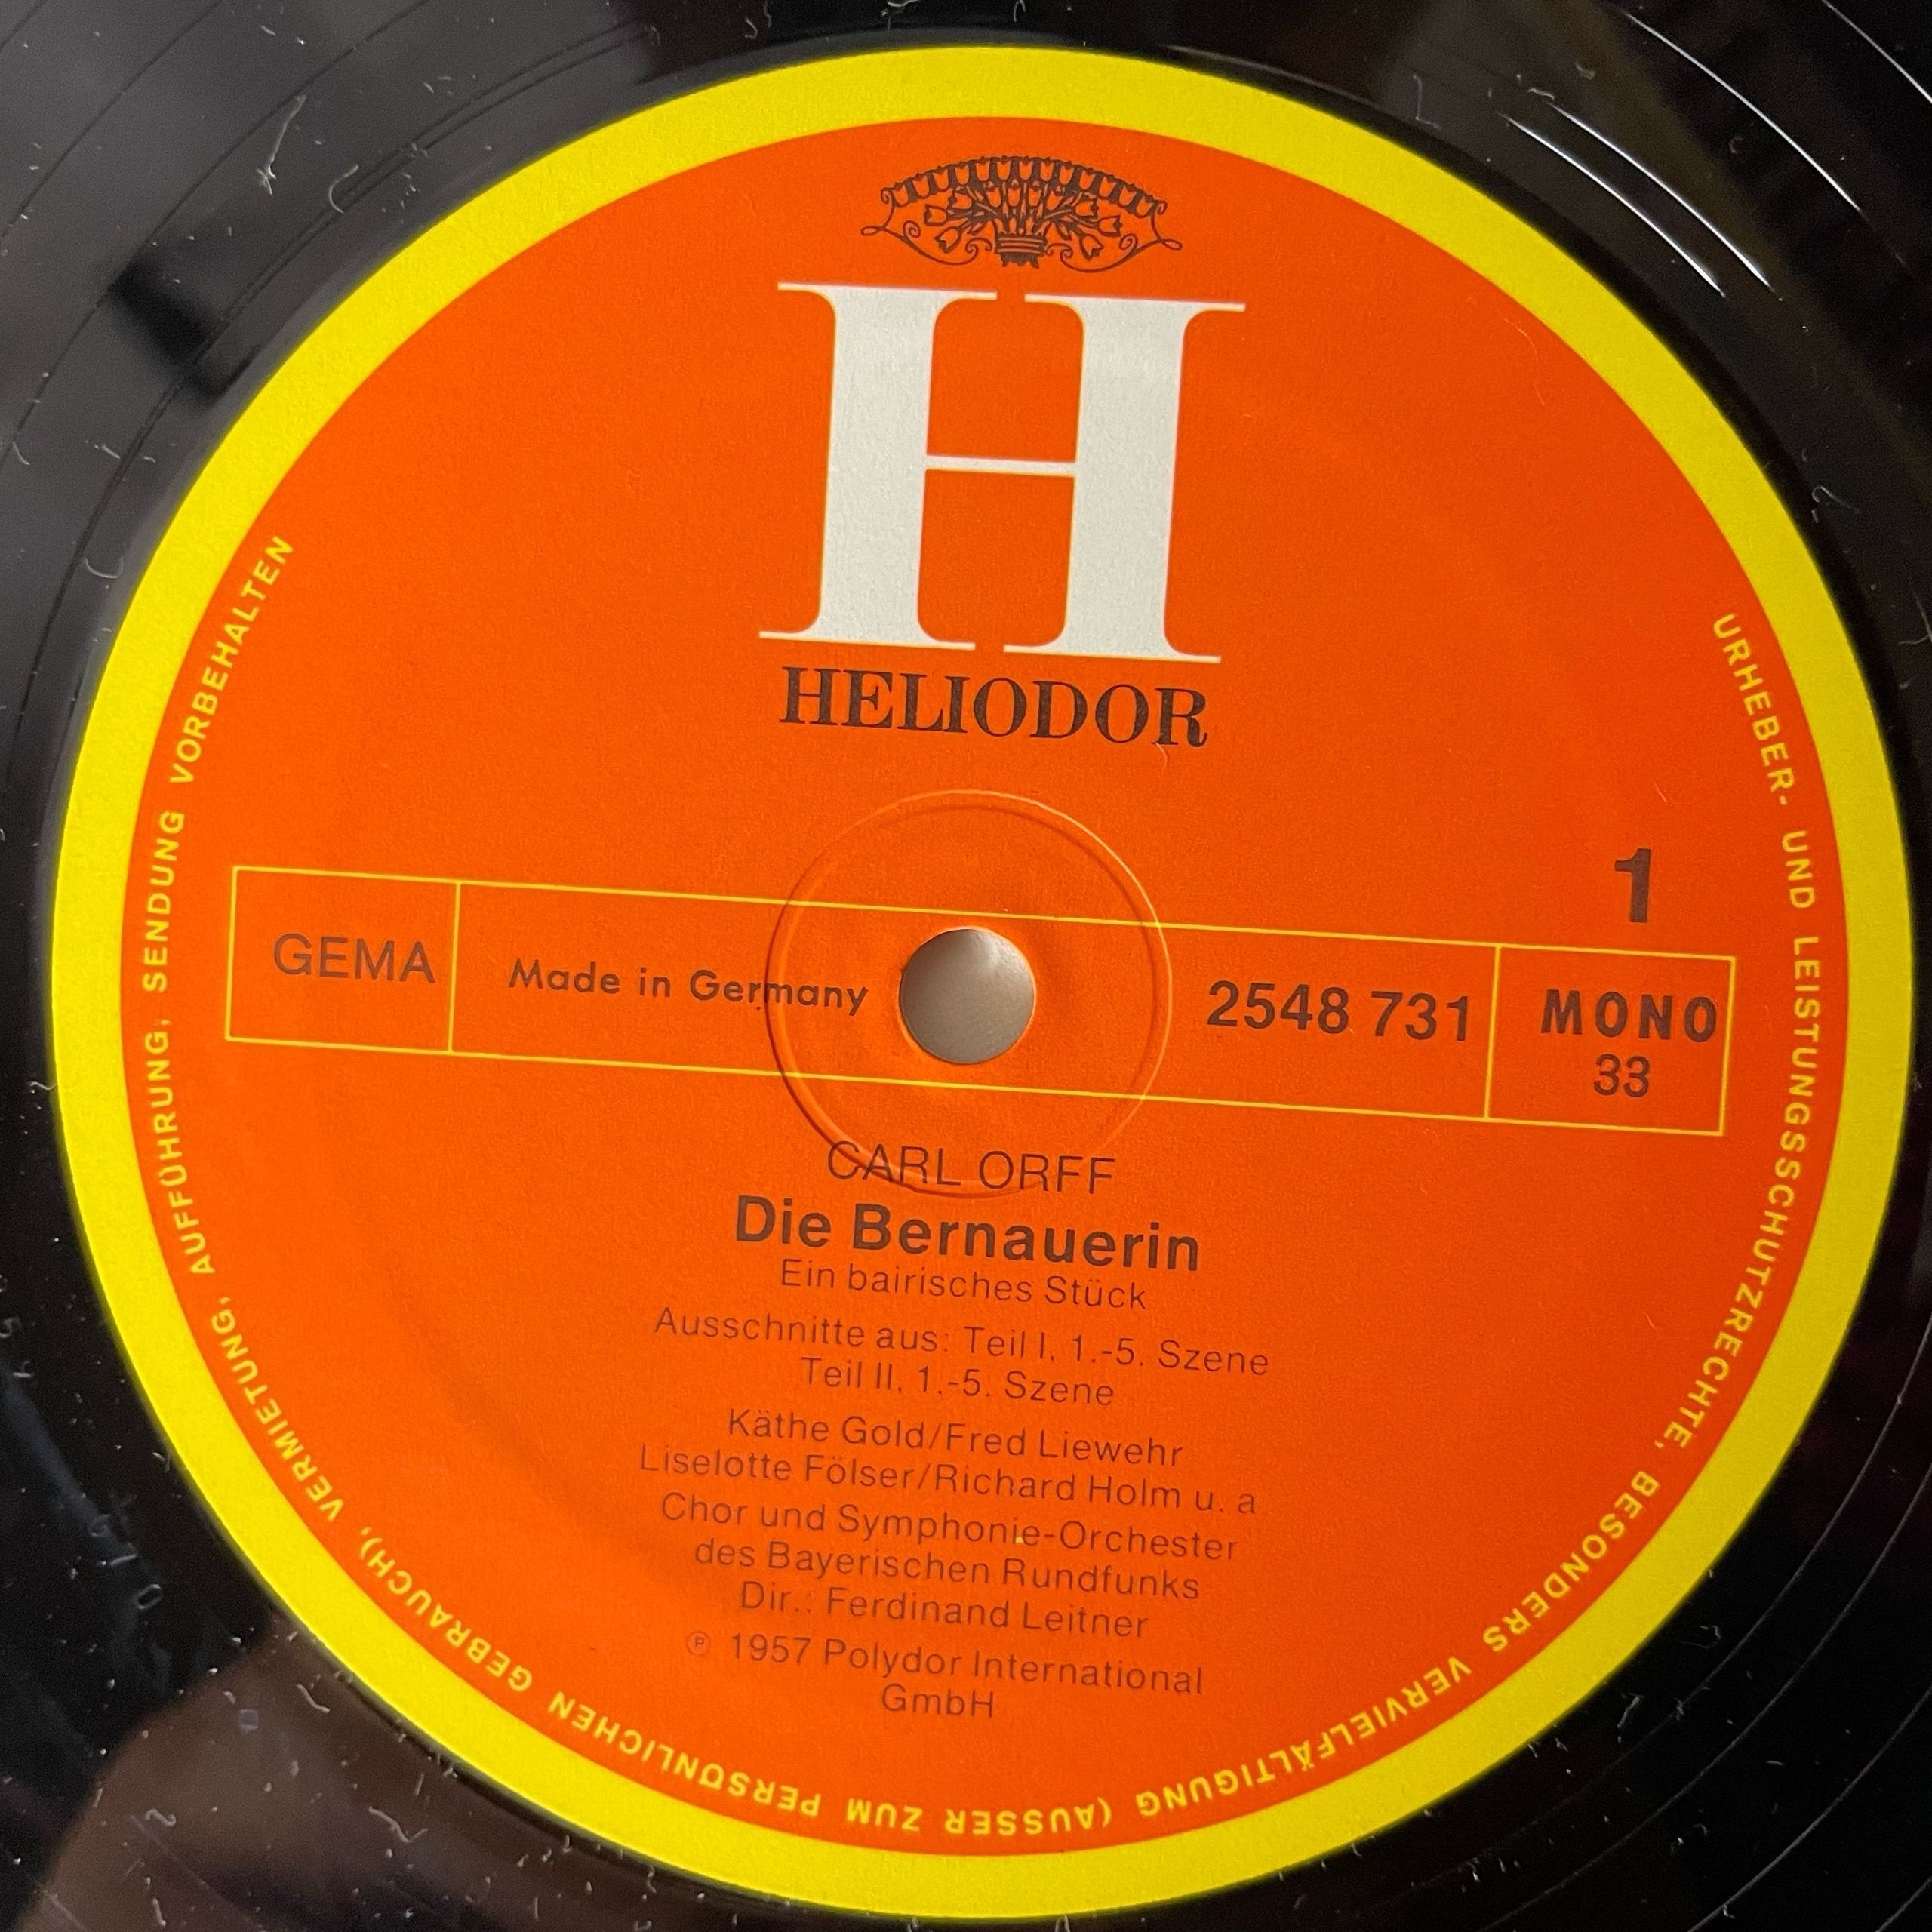 H
HELIODOR
1
GEMA
Made in Germany
2548 731
MONO
33
CARL ORFF
Die Bernauerin
Ein bairisches Stück
Ausschnitte aus: Teil I, 1.-5. Szene
Teil II, 1.-5. Szene
Käthe Gold/Fred Liewehr
Liselotte Fölser/Richard Holm u. a
Chor und Symphonie-Orchester
des Bayerischen Rundfunks
Dir.: Ferdinand Leitner
℗ 1957 Polydor International
GmbH
URHEBER- UND LEISTUNGSSCHUTZRECHTE, BESONDERS VERVIELFÄLTIGUNG (AUSSER ZUM PERSÖNLICHEN GEBRAUCH), VERMIETUNG, AUFFÜHRUNG, SENDUNG VORBEHALTEN